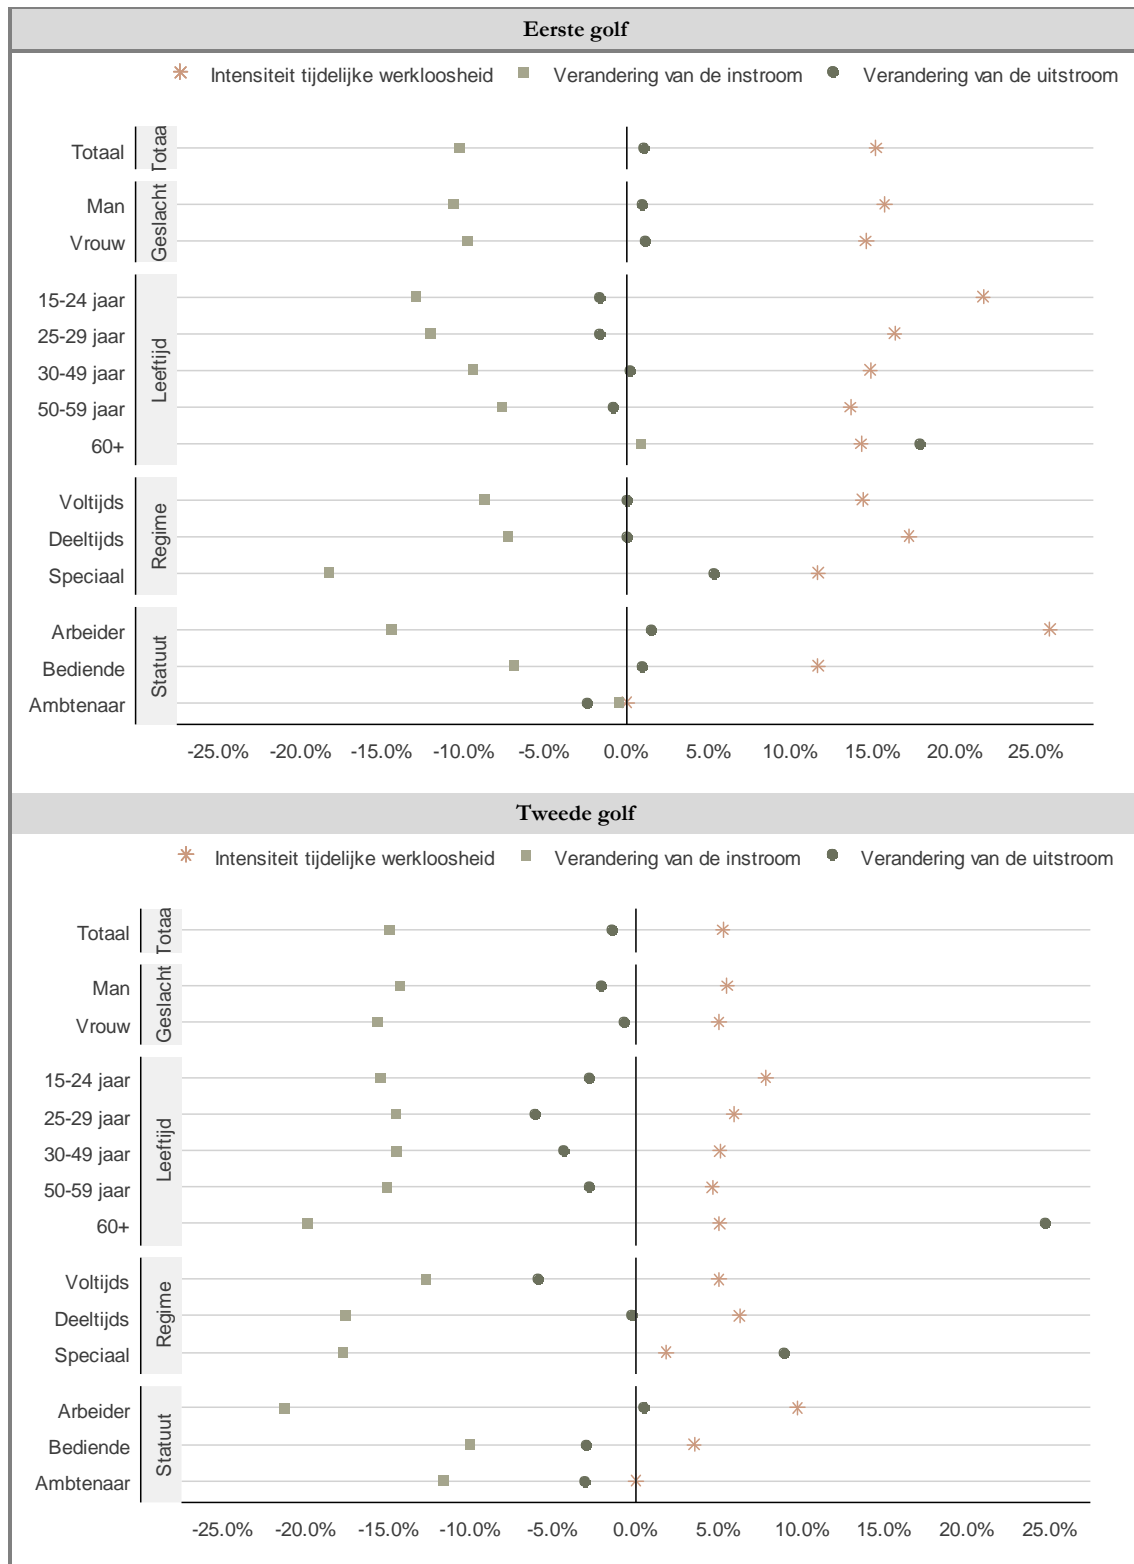 Eerste golf
Intensiteit tijdelijke werkloosheid Verandering van de instroom Verandering van de uitstroom
Totaal
Totaa
Man
Vrouw
Geslacht
15-24 jaar
25-29 jaar
30-49 jaar
50-59 jaar
60+
Leeftijd
Voltijds
Deeltijds
Speciaal
Regime
Arbeider
Bediende
Ambtenaar
Statuut
-25.0% -20.0% -15.0% -10.0% -5.0% 0.0% 5.0% 10.0% 15.0% 20.0% 25.0%
Tweede golf
Intensiteit tijdelijke werkloosheid Verandering van de instroom Verandering van de uitstroom
Totaal
Totaa
Man
Vrouw
Geslacht
15-24 jaar
25-29 jaar
30-49 jaar
50-59 jaar
60+
Leeftijd
Voltijds
Deeltijds
Speciaal
Regime
Arbeider
Bediende
Ambtenaar
Statuut
-25.0% -20.0% -15.0% -10.0% -5.0% 0.0% 5.0% 10.0% 15.0% 20.0% 25.0%